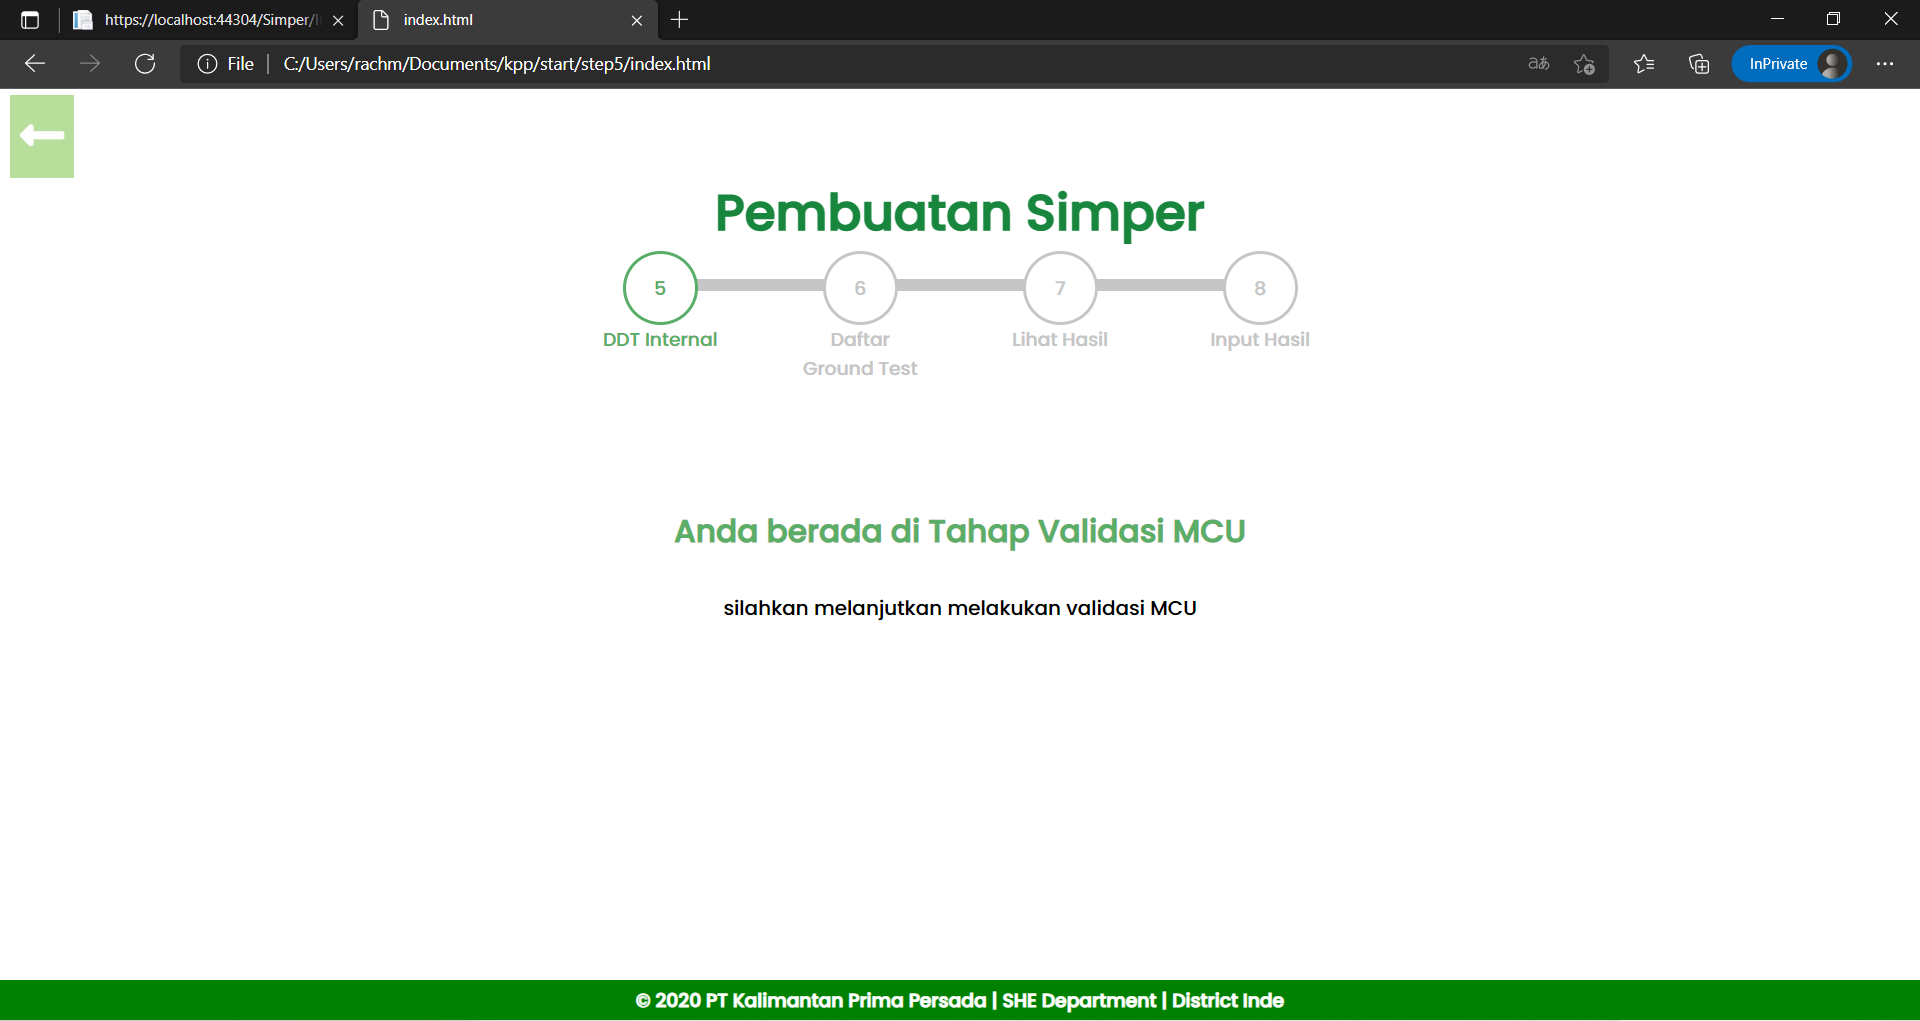 https://localhost:44304/Simper/I
index.html
File
C:/Users/rachm/Documents/kpp/start/step5/index.html
aあ
InPrivate
Pembuatan Simper
5
6
7
8
DDT Internal
Daftar
Ground Test
Lihat Hasil
Input Hasil
Anda berada di Tahap Validasi MCU
silahkan melanjutkan melakukan validasi MCU
© 2020 PT Kalimantan Prima Persada | SHE Department | District Inde